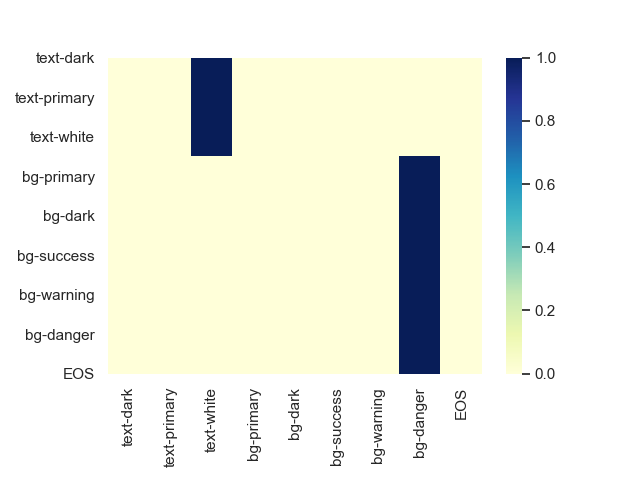 text-dark
text-primary
text-white
bg-primary
bg-dark
bg-success
bg-warning
bg-danger
EOS
text-dark
text-primary
text-white
bg-primary
bg-dark
bg-success
bg-warning
bg-danger
EOS
1.0
0.8
0.6
0.4
0.2
0.0